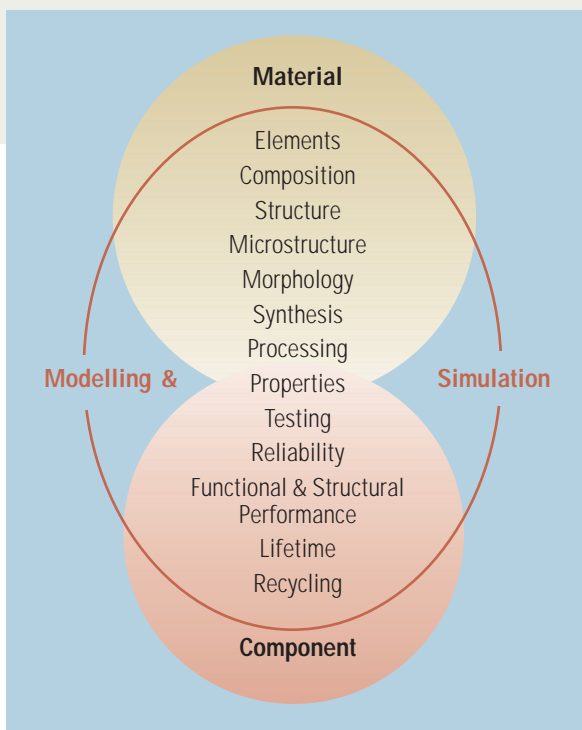 Material
Elements
Composition
Structure
Microstructure
Morphology
Synthesis
Processing
Modelling &
Properties
Simulation
Testing
Reliability
Functional & Structural
Performance
Lifetime
Recycling
Component